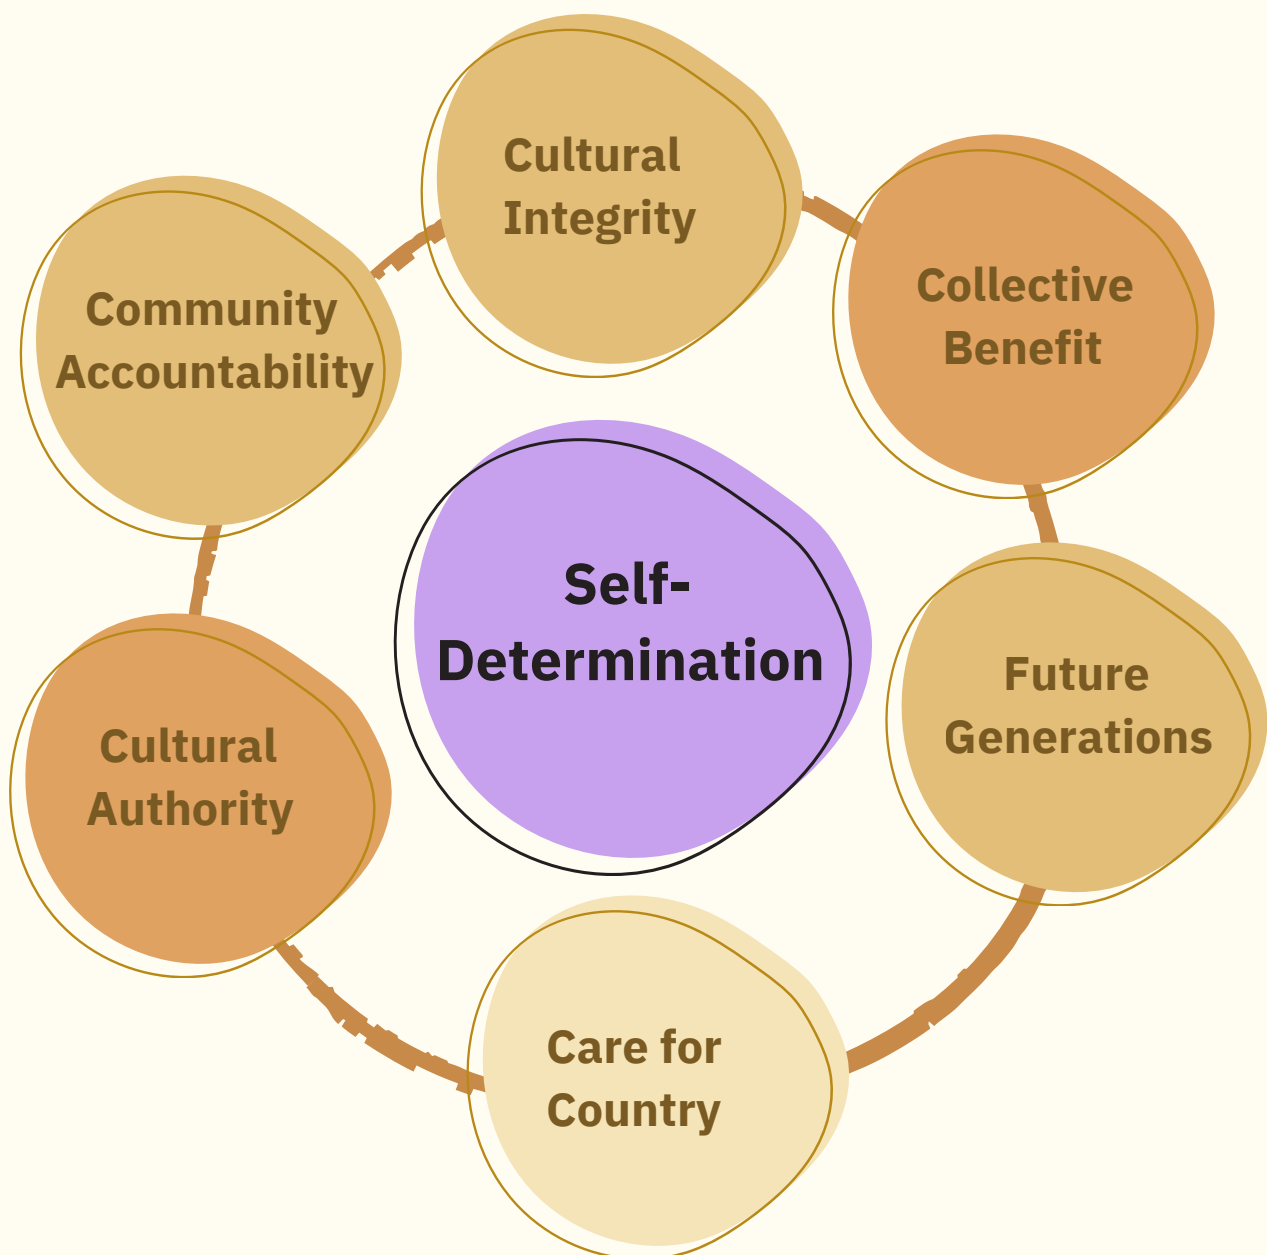 Cultural
Integrity
Collective
Benefit
Community
Accountability
Self-
Determination
Future
Generations
Cultural
Authority
Care for
Country